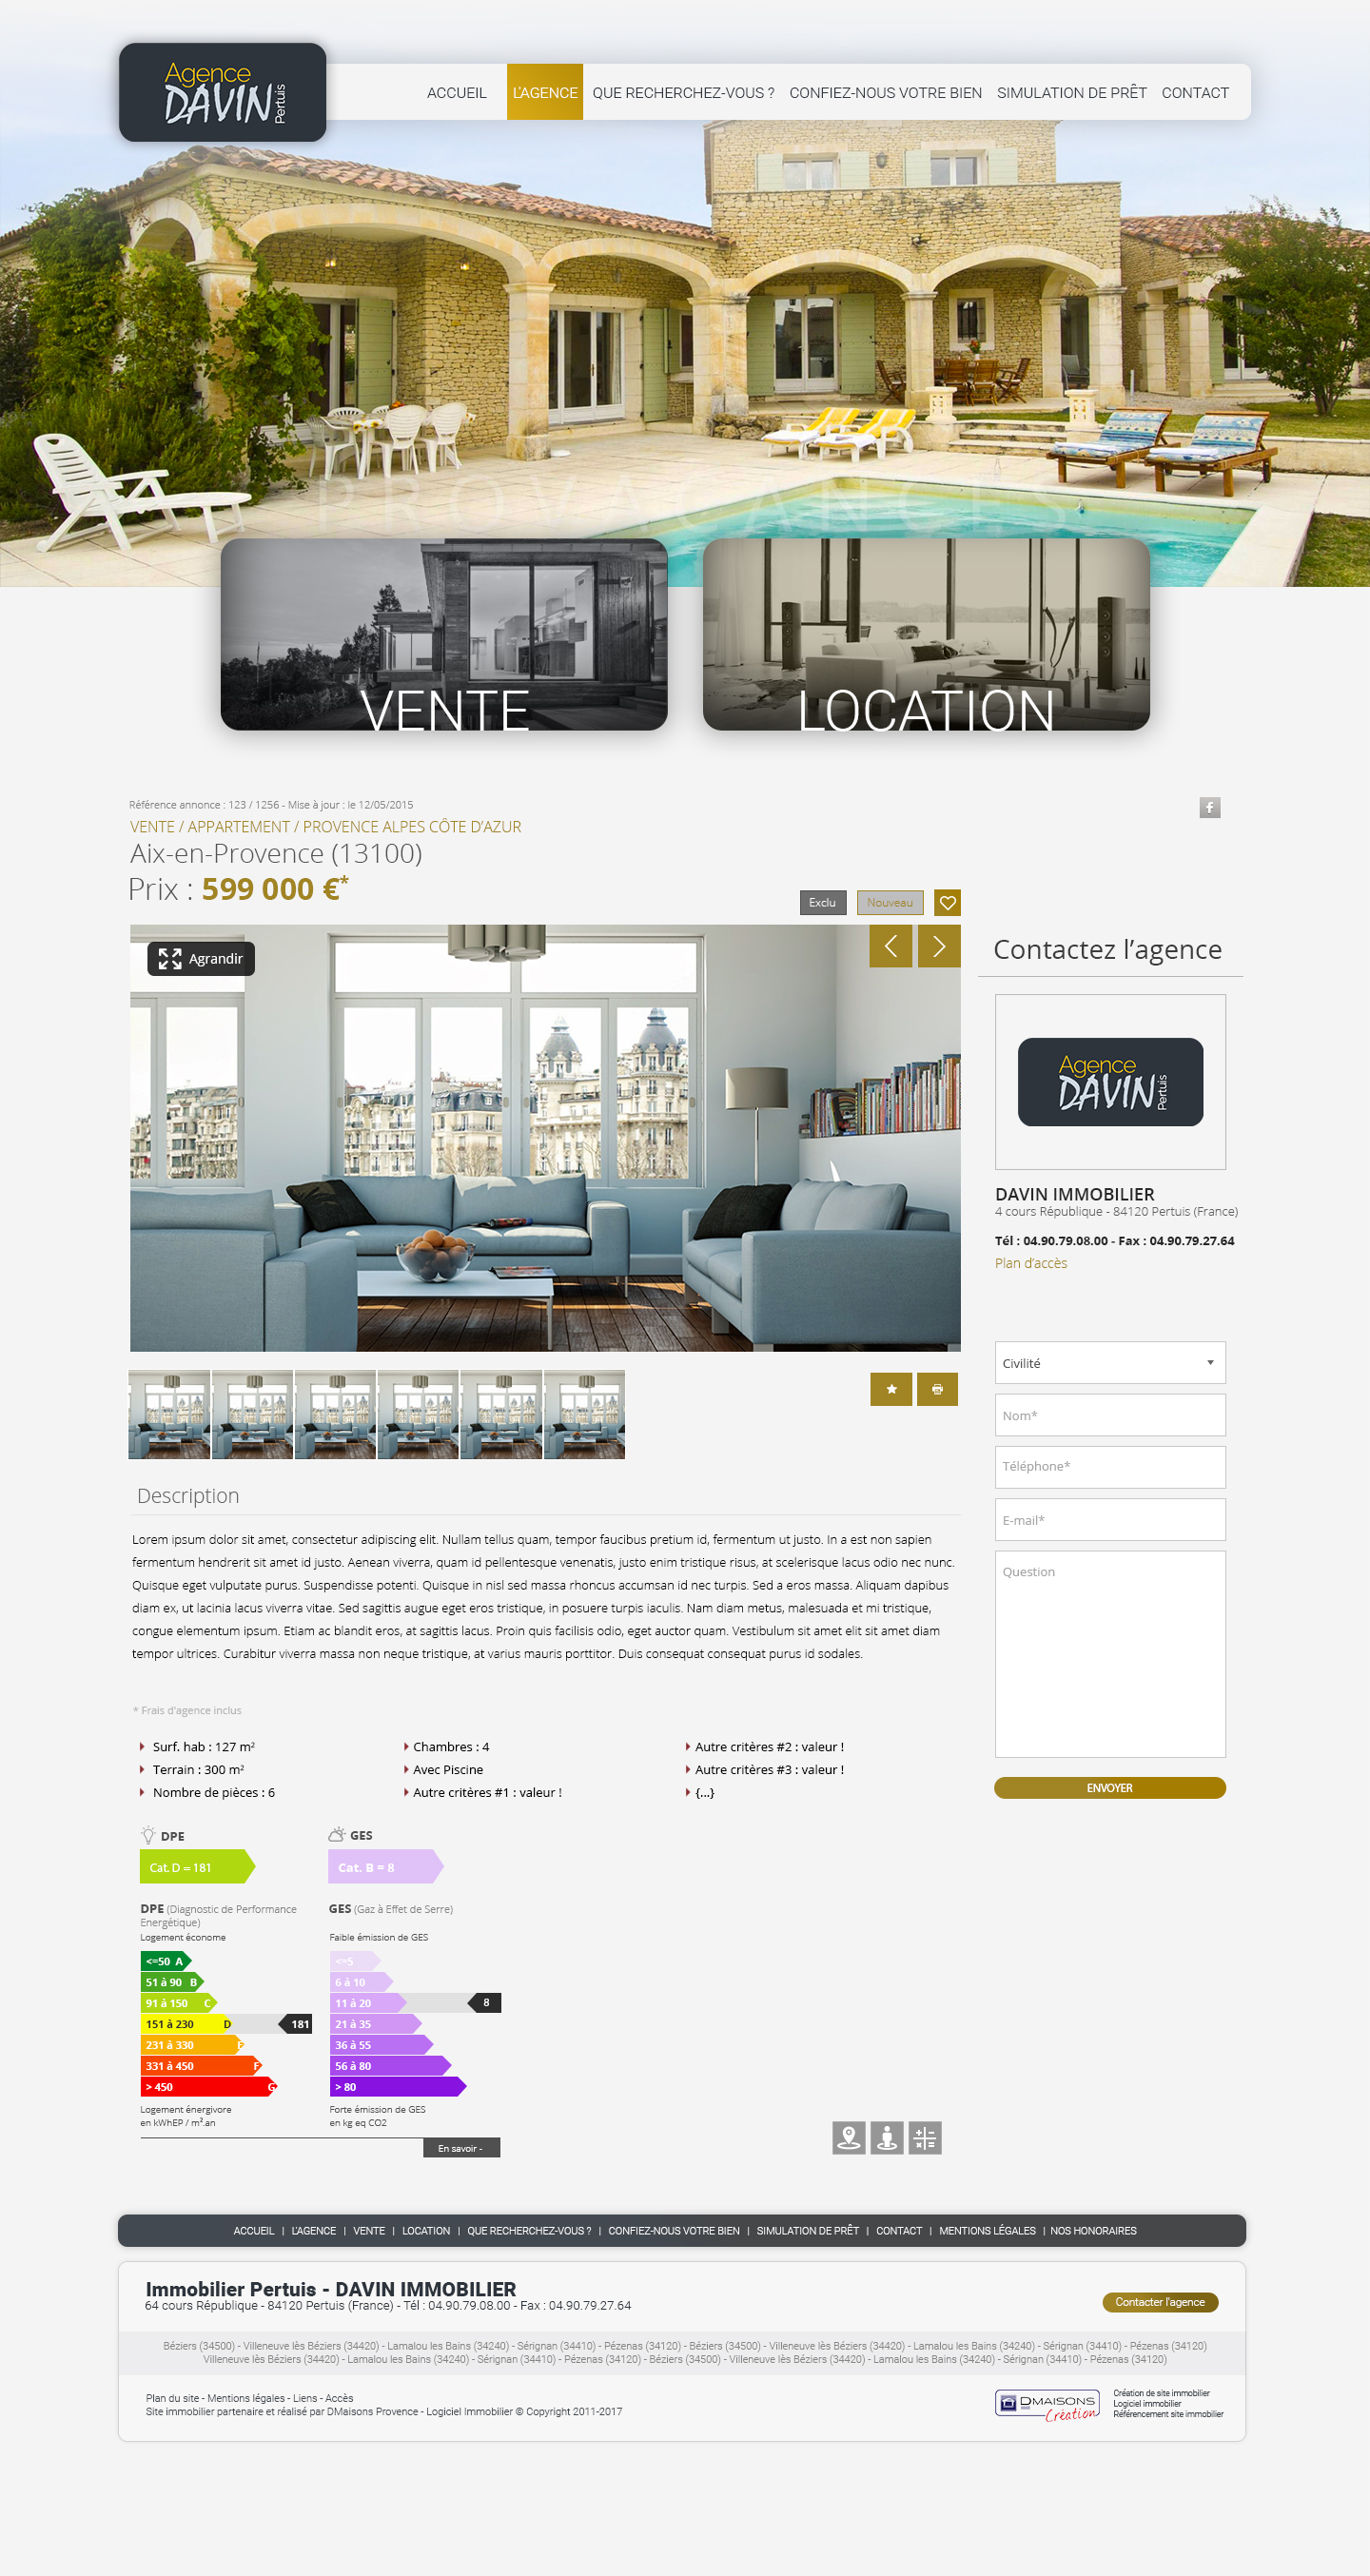 Agence
DAVIN
Pertuis
ACCUEIL
L'AGENCE
QUE RECHERCHEZ-VOUS ?
CONFIEZ-NOUS VOTRE BIEN
SIMULATION DE PRÊT
CONTACT
VENTE
LOCATION
Référence annonce : 123 / 1256 - Mise à jour : le 12/05/2015
VENTE / APPARTEMENT / PROVENCE ALPES CÔTE D’AZUR
Aix-en-Provence (13100)
Prix : 599 000 €*
Exclu
Nouveau
Agrandir
Contactez l’agence
Agence
DAVIN
Pertuis
DAVIN IMMOBILIER
4 cours République - 84120 Pertuis (France)
Tél : 04.90.79.08.00 - Fax : 04.90.79.27.64
Plan d’accès
Civilité
Nom*
Téléphone*
E-mail*
Question
ENVOYER
Description
Lorem ipsum dolor sit amet, consectetur adipiscing elit. Nullam tellus quam, tempor faucibus pretium id, fermentum ut justo. In a est non sapien
fermentum hendrerit sit amet id justo. Aenean viverra, quam id pellentesque venenatis, justo enim tristique risus, at scelerisque lacus odio nec nunc.
Quisque eget vulputate purus. Suspendisse potenti. Quisque in nisl sed massa rhoncus accumsan id nec turpis. Sed a eros massa. Aliquam dapibus
diam ex, ut lacinia lacus viverra vitae. Sed sagittis augue eget eros tristique, in posuere turpis iaculis. Nam diam metus, malesuada et mi tristique,
congue elementum ipsum. Etiam ac blandit eros, at sagittis lacus. Proin quis facilisis odio, eget auctor quam. Vestibulum sit amet elit sit amet diam
tempor ultrices. Curabitur viverra massa non neque tristique, at varius mauris porttitor. Duis consequat consequat purus id sodales.
* Frais d'agence inclus
Surf. hab : 127 m²
Terrain : 300 m²
Nombre de pièces : 6
Chambres : 4
Avec Piscine
Autre critères #1 : valeur !
Autre critères #2 : valeur !
Autre critères #3 : valeur !
{...}
DPE
Cat. D = 181
GES
Cat. B = 8
DPE (Diagnostic de Performance
Energétique)
Logement économe
<=50 A
51 à 90 B
91 à 150 C
151 à 230 D 181
231 à 330 E
331 à 450 F
> 450 G
Logement énergivore
en kWhEP / m².an
GES (Gaz à Effet de Serre)
Faible émission de GES
<=5
6 à 10
11 à 20 8
21 à 35
36 à 55
56 à 80
> 80
Forte émission de GES
en kg eq CO2
En savoir -
ACCUEIL | L'AGENCE | VENTE | LOCATION | QUE RECHERCHEZ-VOUS ? | CONFIEZ-NOUS VOTRE BIEN | SIMULATION DE PRÊT | CONTACT | MENTIONS LÉGALES | NOS HONORAIRES
Immobilier Pertuis - DAVIN IMMOBILIER
64 cours République - 84120 Pertuis (France) - Tél : 04.90.79.08.00 - Fax : 04.90.79.27.64
Contacter l'agence
Béziers (34500) - Villeneuve lès Béziers (34420) - Lamalou les Bains (34240) - Sérignan (34410) - Pézenas (34120) - Béziers (34500) - Villeneuve lès Béziers (34420) - Lamalou les Bains (34240) - Sérignan (34410) - Pézenas (34120)
Villeneuve lès Béziers (34420) - Lamalou les Bains (34240) - Sérignan (34410) - Pézenas (34120) - Béziers (34500) - Villeneuve lès Béziers (34420) - Lamalou les Bains (34240) - Sérignan (34410) - Pézenas (34120)
Plan du site - Mentions légales - Liens - Accès
Site immobilier partenaire et réalisé par DMaisons Provence - Logiciel Immobilier © Copyright 2011-2017
DMAISONS
Création
Création de site immobilier
Logiciel immobilier
Référencement site immobilier